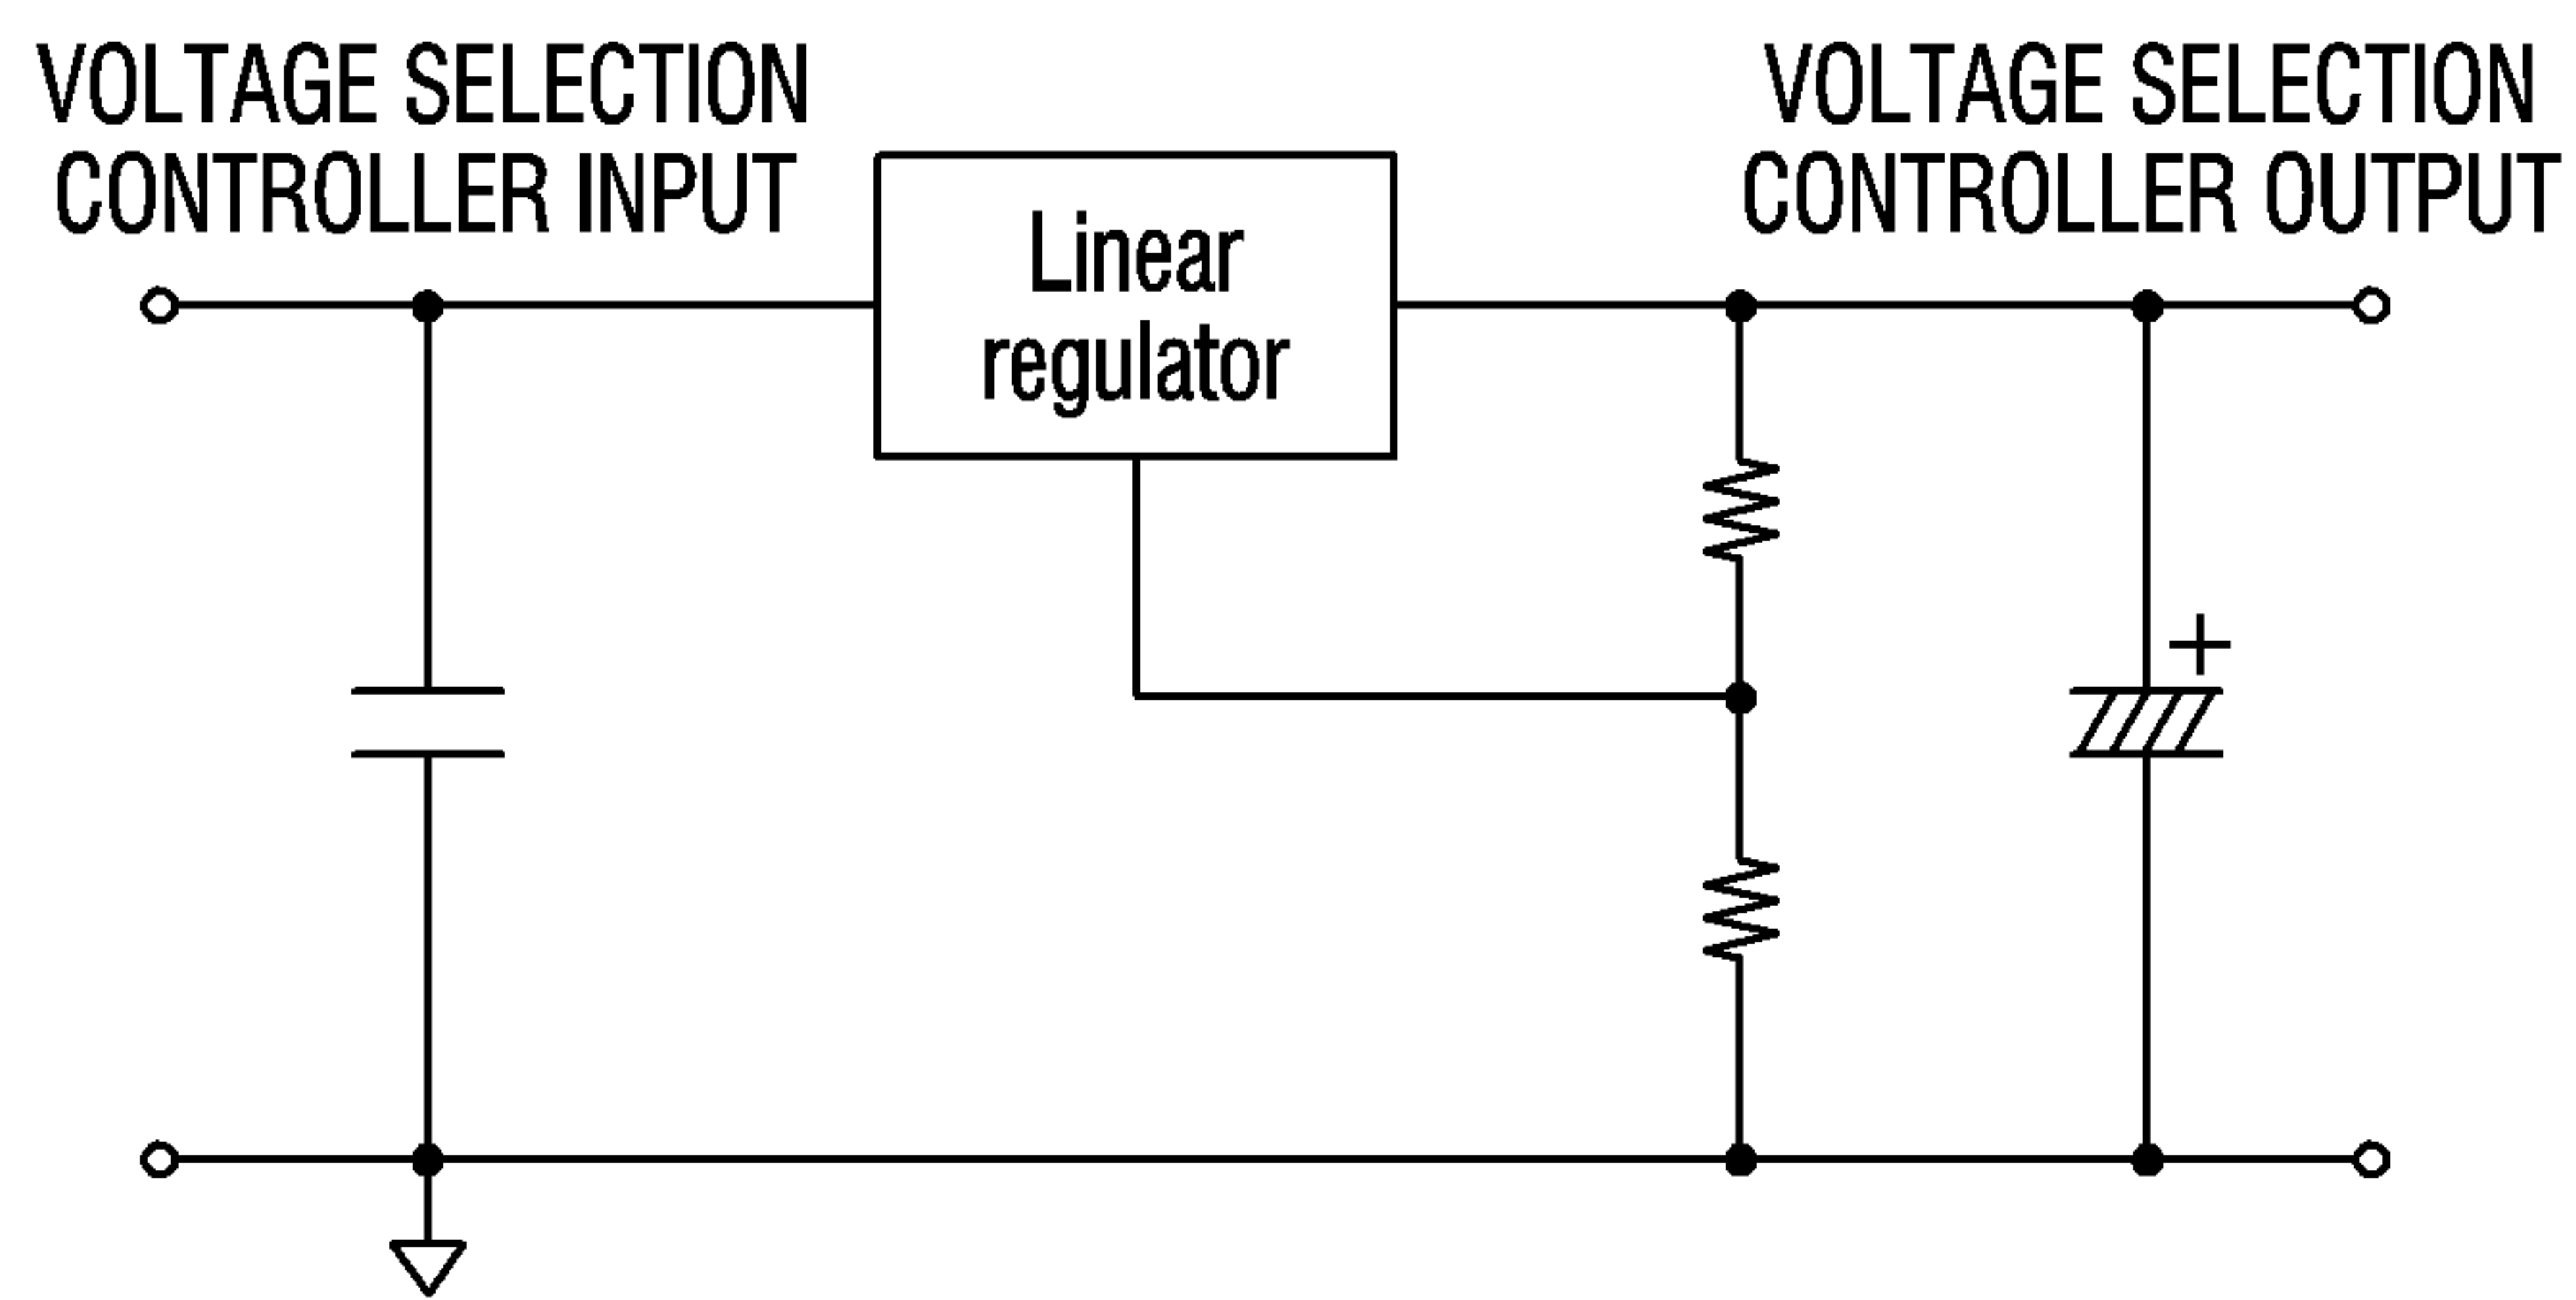 VOLTAGE SELECTION
CONTROLLER INPUT
Linear
regulator
VOLTAGE SELECTION
CONTROLLER OUTPUT
+